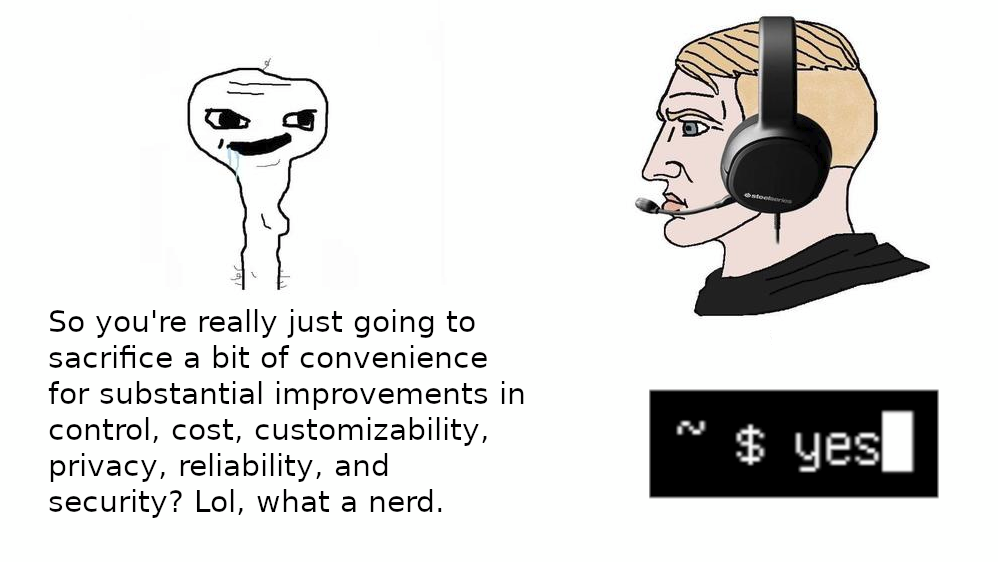 steelseries
So you're really just going to
sacrifice a bit of convenience
for substantial improvements in
control, cost, customizability,
privacy, reliability, and
security? Lol, what a nerd.
~ $ yes